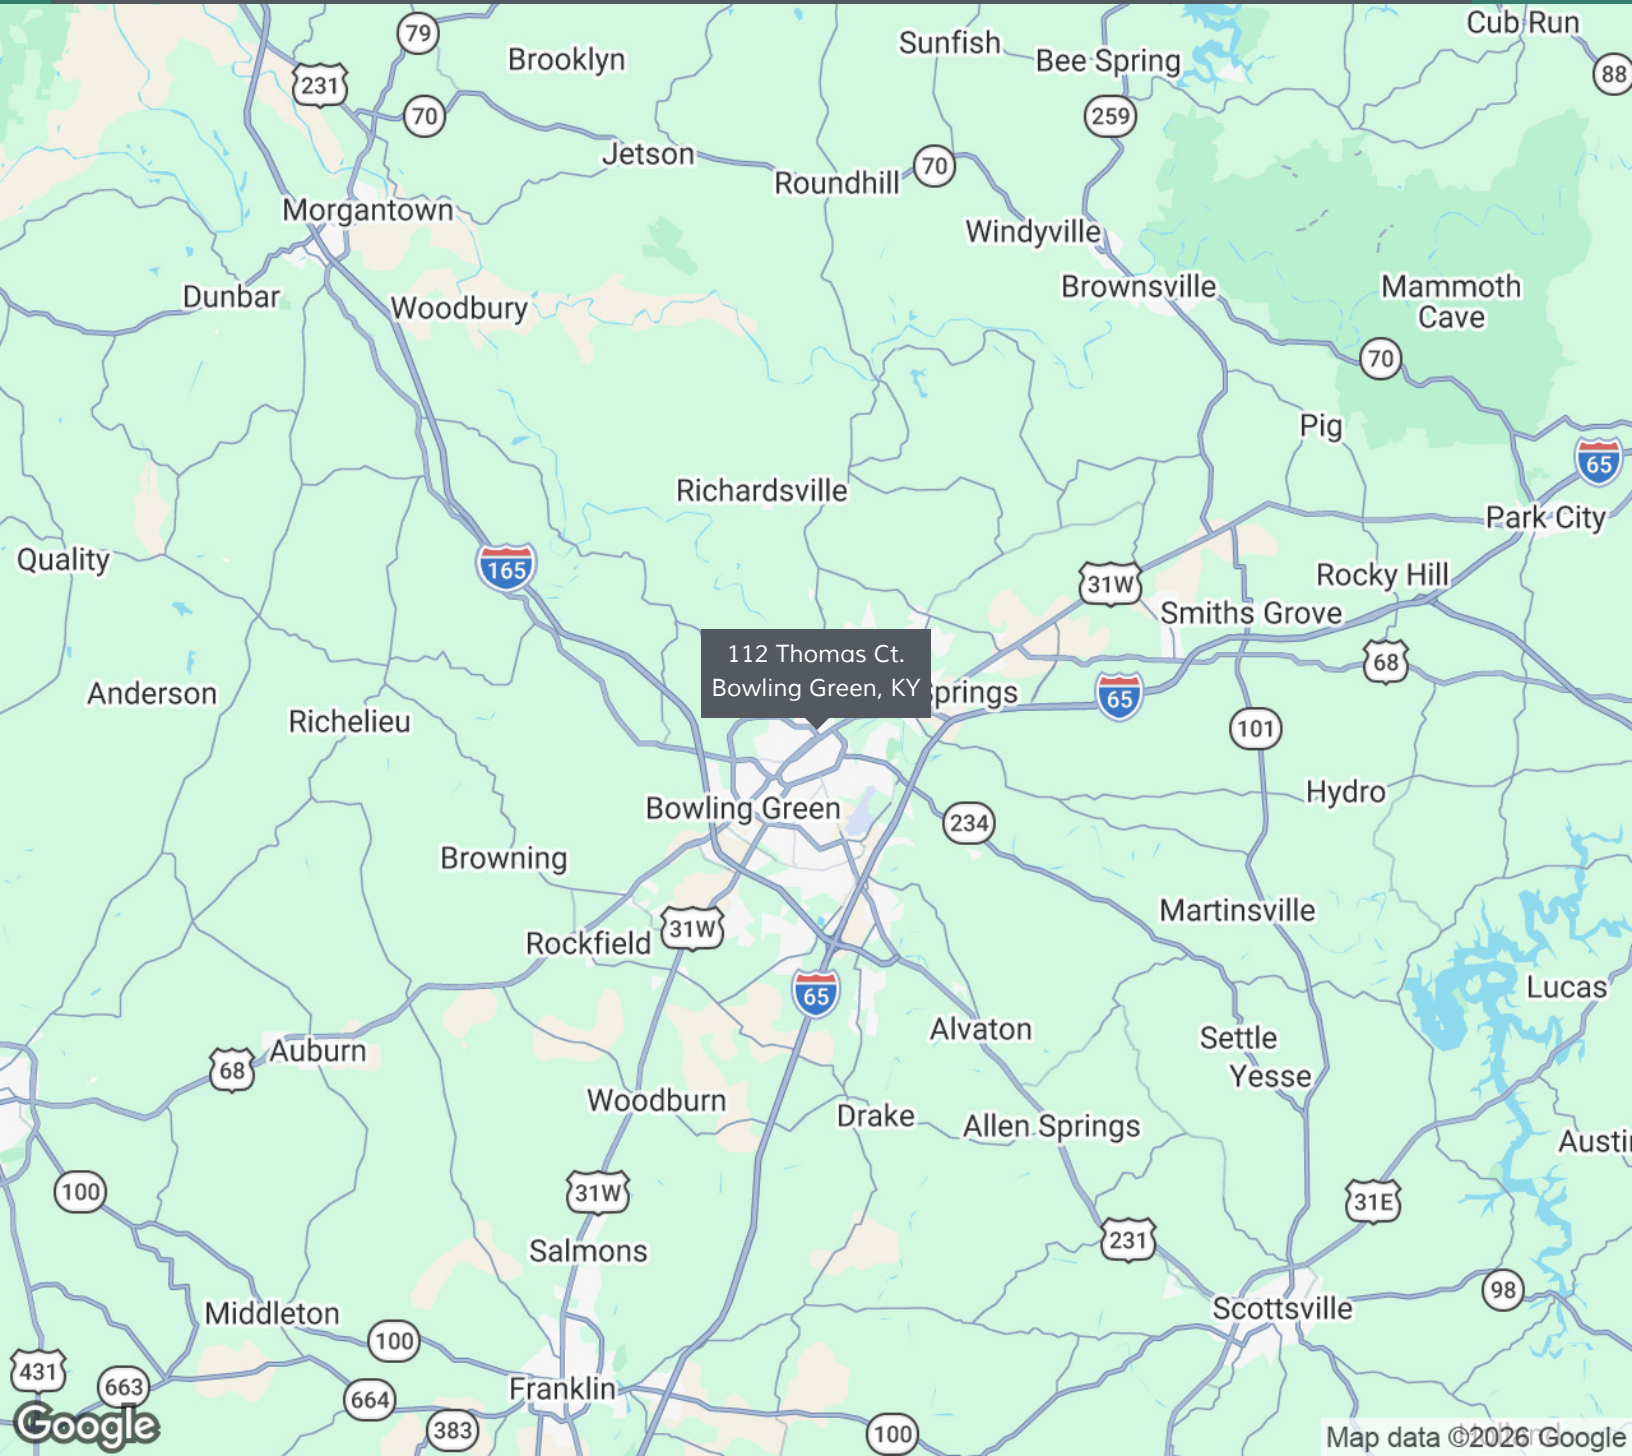 79
Cub Run
Sunfish
Brooklyn
Bee Spring
231
88
70
259
Jetson
70
Roundhill
Morgantown
Windyville
Dunbar
Woodbury
Brownsville
Mammoth
Cave
70
Pig
65
Richardsville
Park City
Quality
165
31W
Rocky Hill
Smiths Grove
112 Thomas Ct.
Bowling Green, KY
68
Anderson
Springs
65
Richelieu
101
Hydro
Bowling Green
234
Browning
Martinsville
31W
Rockfield
65
Lucas
Alvaton
Settle
Auburn
68
Yesse
Woodburn
Drake
Allen Springs
Austin
100
31W
31E
231
Salmons
98
Middleton
Scottsville
100
431
663
Franklin
664
Google
383
100
Map data ©2026 Google